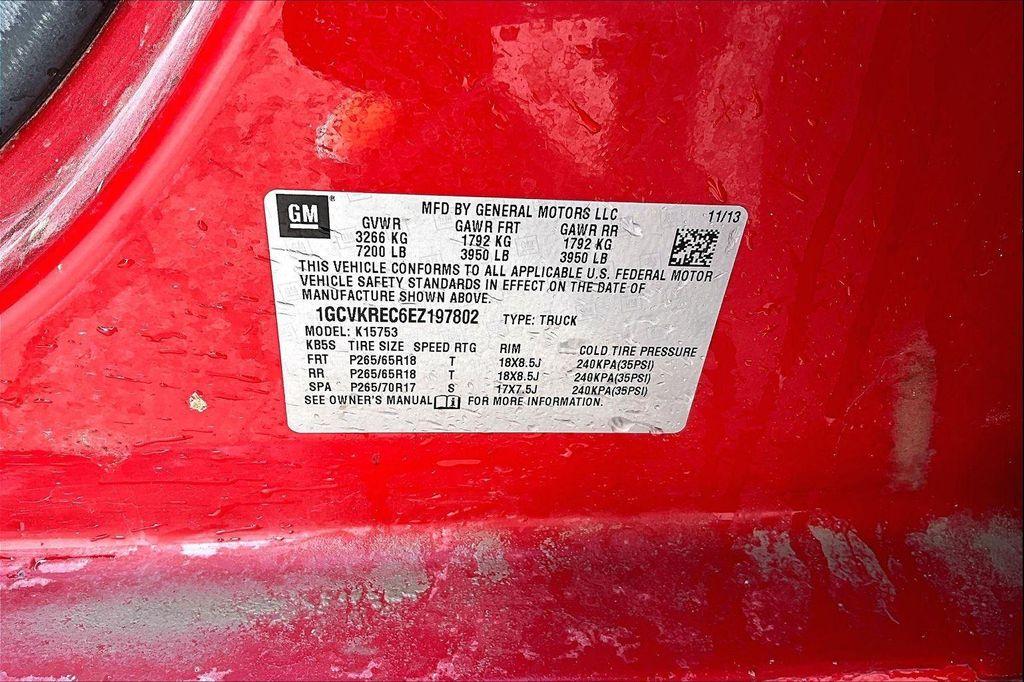 GM®
MFD BY GENERAL MOTORS LLC 11/13
GVWR GAWR FRT GAWR RR
3266 KG 1792 KG 1792 KG
7200 LB 3950 LB 3950 LB
THIS VEHICLE CONFORMS TO ALL APPLICABLE U.S. FEDERAL MOTOR
VEHICLE SAFETY STANDARDS IN EFFECT ON THE DATE OF
MANUFACTURE SHOWN ABOVE.
1GCVKREC6EZ197802 TYPE: TRUCK
MODEL: K15753
KB5S TIRE SIZE SPEED RTG RIM COLD TIRE PRESSURE
FRT P265/65R18 T 18X8.5J 240KPA(35PSI)
RR P265/65R18 T 18X8.5J 240KPA(35PSI)
SPA P265/70R17 S 17X7.5J 240KPA(35PSI)
SEE OWNER'S MANUAL FOR MORE INFORMATION.